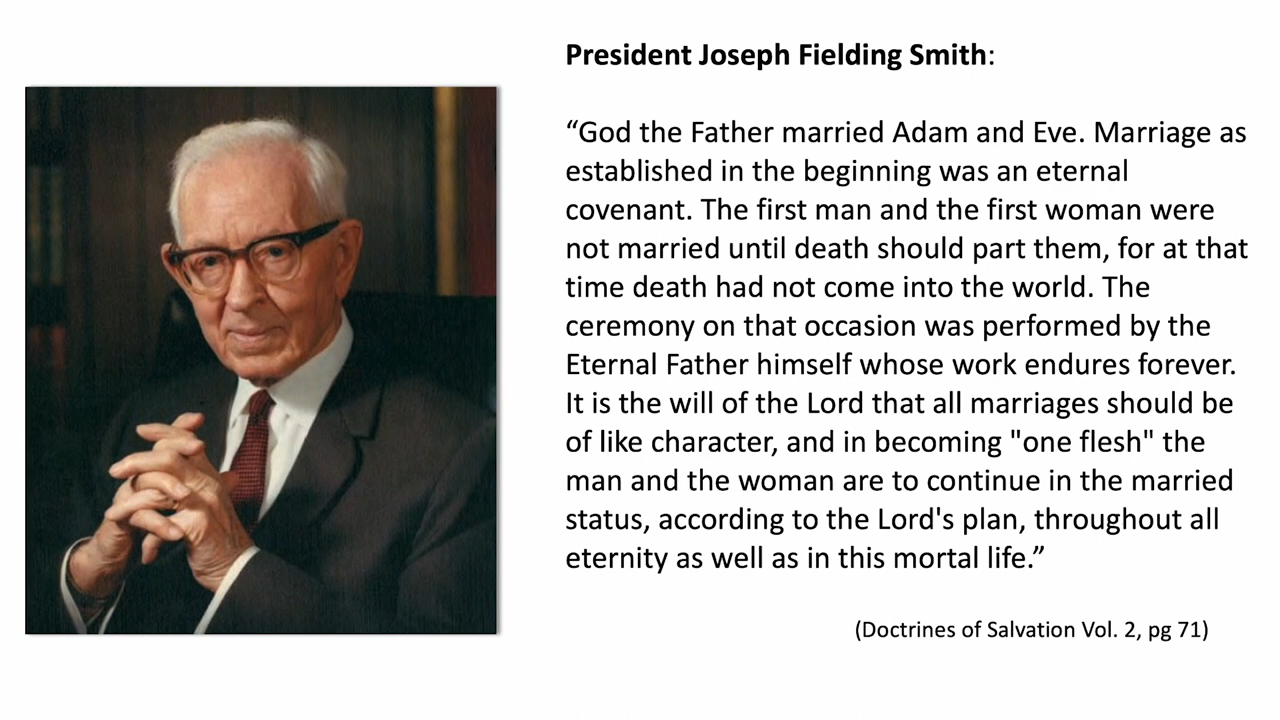 President Joseph Fielding Smith:
“God the Father married Adam and Eve. Marriage as
established in the beginning was an eternal
covenant. The first man and the first woman were
not married until death should part them, for at that
time death had not come into the world. The
ceremony on that occasion was performed by the
Eternal Father himself whose work endures forever.
It is the will of the Lord that all marriages should be
of like character, and in becoming "one flesh" the
man and the woman are to continue in the married
status, according to the Lord's plan, throughout all
eternity as well as in this mortal life.”
(Doctrines of Salvation Vol. 2, pg 71)